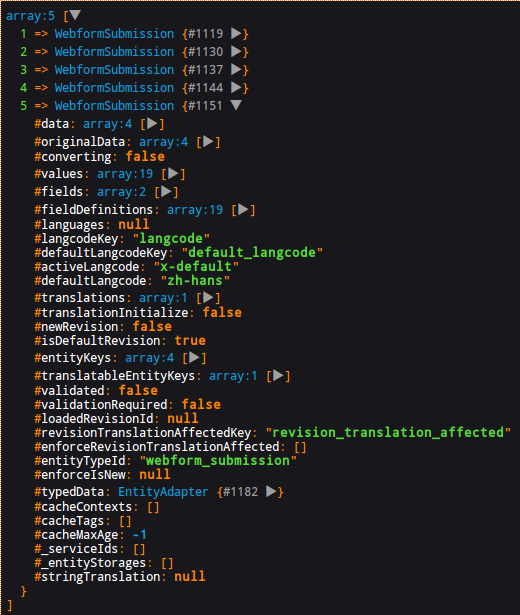 array:5 [▼
1 => WebformSubmission {#1119 ▶}
2 => WebformSubmission {#1130 ▶}
3 => WebformSubmission {#1137 ▶}
4 => WebformSubmission {#1144 ▶}
5 => WebformSubmission {#1151 ▼
#data: array:4 [▶]
#originalData: array:4 [▶]
#converting: false
#values: array:19 [▶]
#fields: array:2 [▶]
#fieldDefinitions: array:19 [▶]
#languages: null
#langcodeKey: "langcode"
#defaultLangcodeKey: "default_langcode"
#activeLangcode: "x-default"
#defaultLangcode: "zh-hans"
#translations: array:1 [▶]
#translationInitialize: false
#newRevision: false
#isDefaultRevision: true
#entityKeys: array:4 [▶]
#translatableEntityKeys: array:1 [▶]
#validated: false
#validationRequired: false
#loadedRevisionId: null
#revisionTranslationAffectedKey: "revision_translation_affected"
#enforceRevisionTranslationAffected: []
#entityTypeId: "webform_submission"
#enforceIsNew: null
#typedData: EntityAdapter {#1182 ▶}
#cacheContexts: []
#cacheTags: []
#cacheMaxAge: -1
#_serviceIds: []
#_entityStorages: []
#stringTranslation: null
}
]